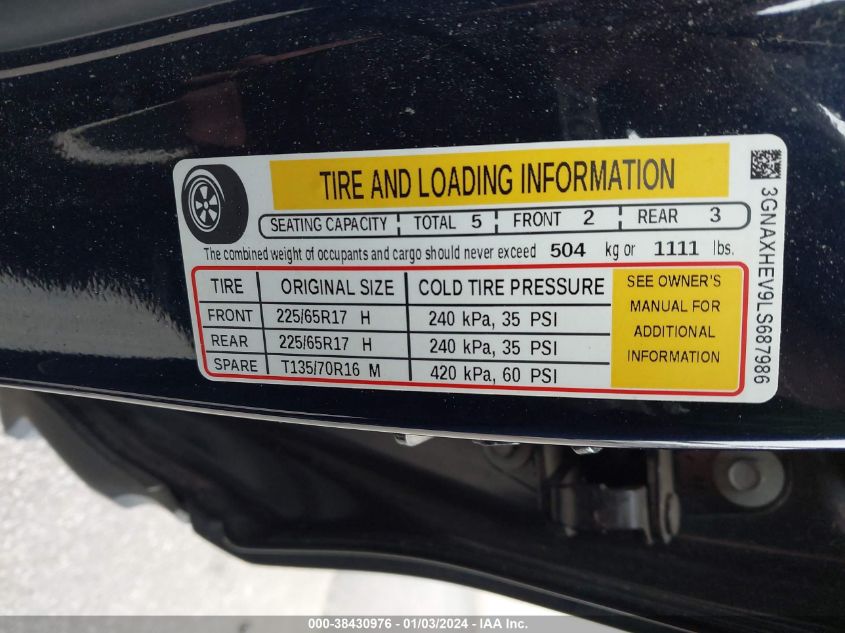 TIRE AND LOADING INFORMATION
SEATING CAPACITY TOTAL 5 FRONT 2 REAR 3
The combined weight of occupants and cargo should never exceed 504 kg or 1111 lbs.
TIRE ORIGINAL SIZE COLD TIRE PRESSURE
FRONT 225/65R17 H 240 kPa, 35 PSI
REAR 225/65R17 H 240 kPa, 35 PSI
SPARE T135/70R16 M 420 kPa, 60 PSI
SEE OWNER'S
MANUAL FOR
ADDITIONAL
INFORMATION
3GNAXHEV9LS687986
000-38430976 - 01/03/2024 - IAA Inc.